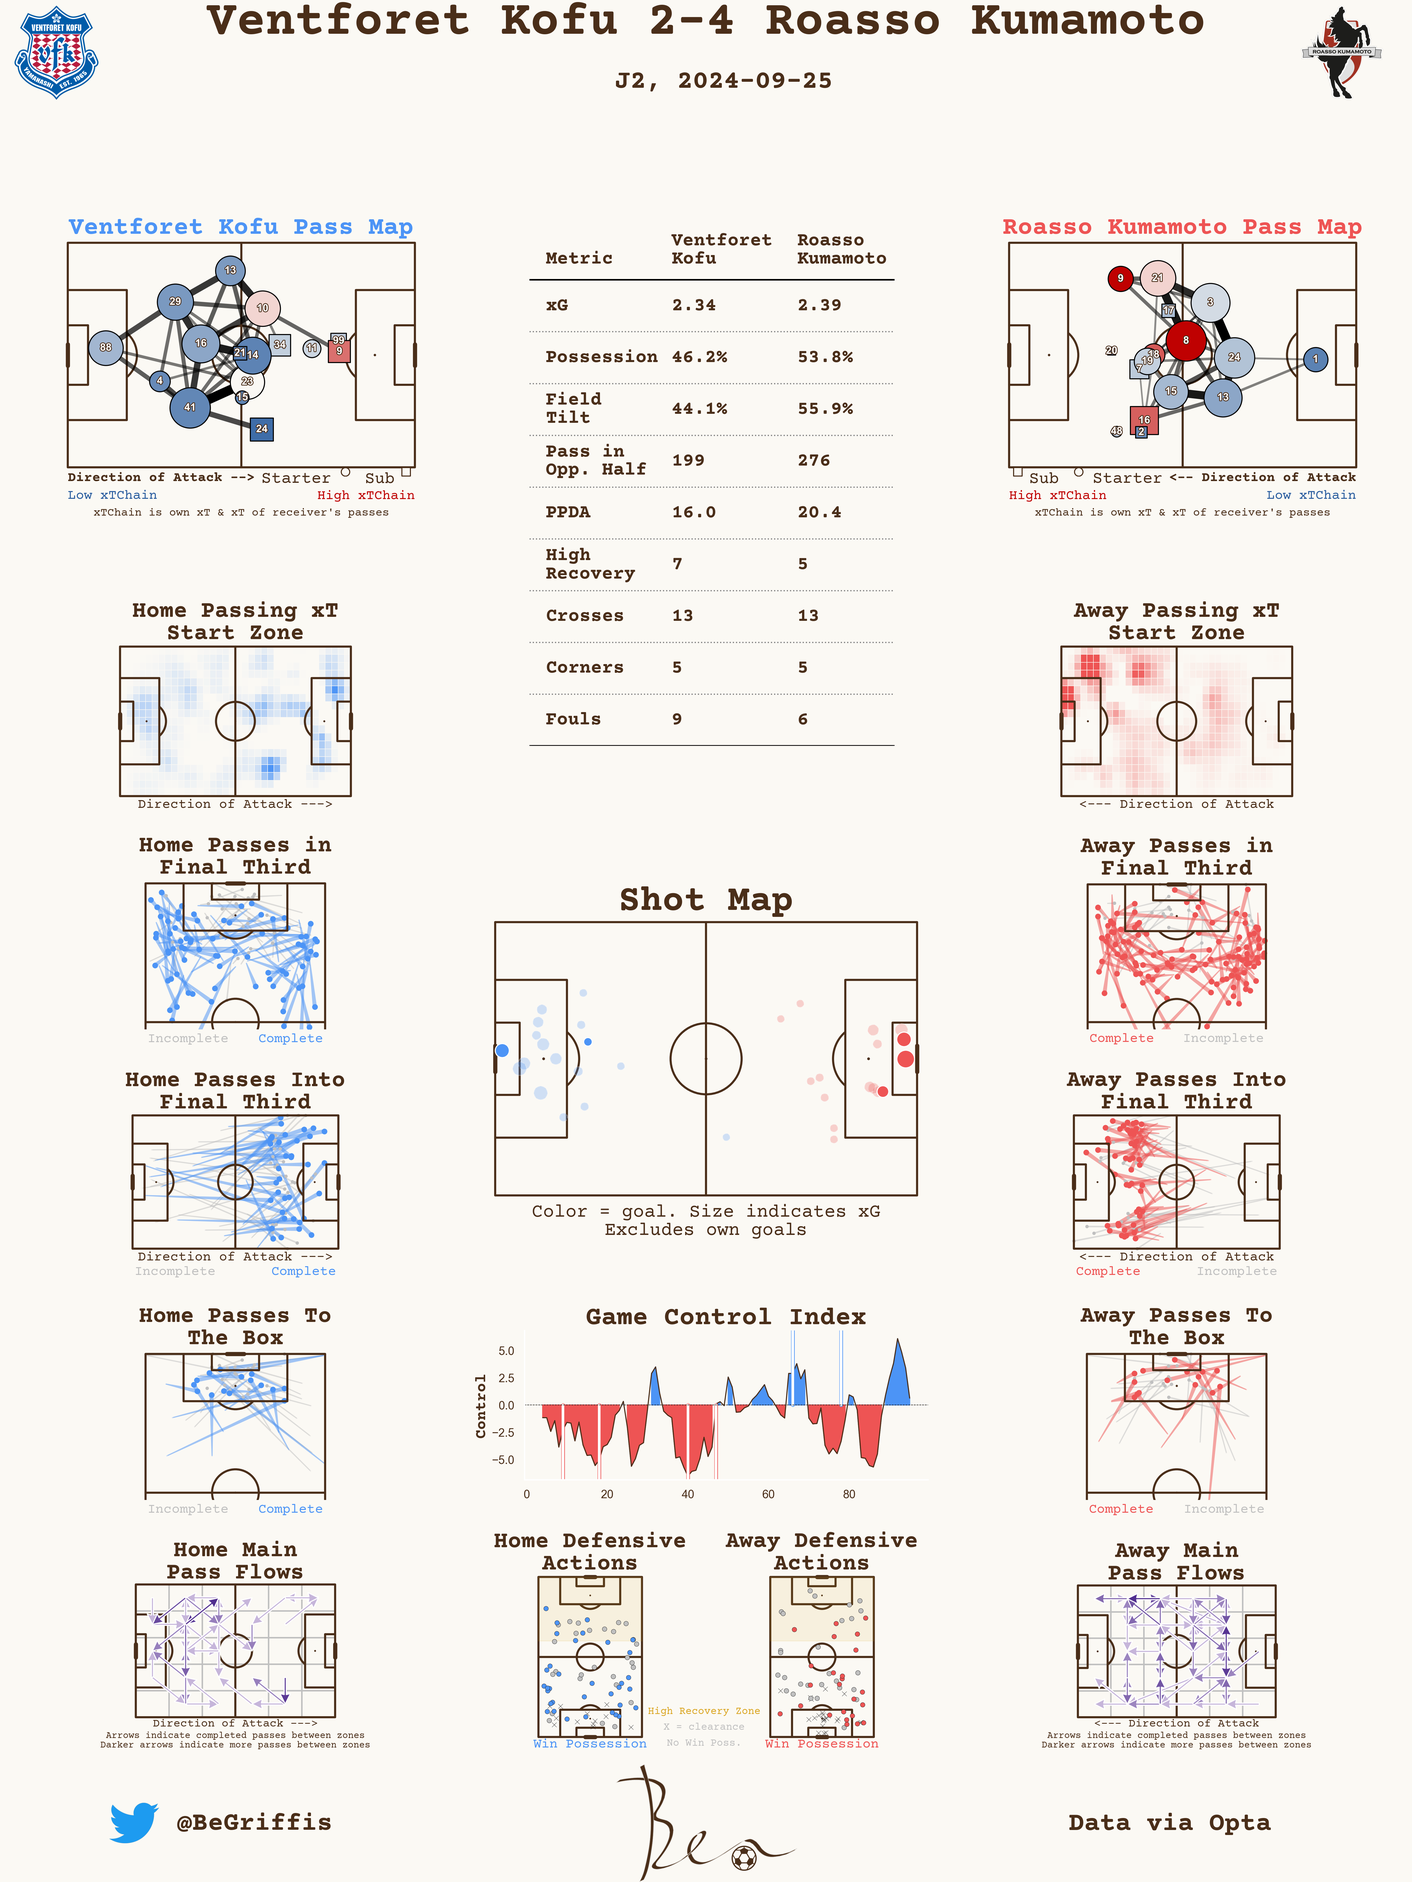 Ventforet Kofu 2-4 Roasso Kumamoto
J2, 2024-09-25
VENTFORET KOFU
vfk
YAMANASHI EST. 1965
ROASSO KUMAMOTO
Ventforet Kofu Pass Map
13
29
10
88
16
21
14
34
11
99
9
4
23
15
41
24
Direction of Attack --> Starter Sub
Low xTChain High xTChain
xTChain is own xT & xT of receiver's passes
Metric Ventforet Kofu Roasso Kumamoto
xG 2.34 2.39
Possession 46.2% 53.8%
Field Tilt 44.1% 55.9%
Pass in Opp. Half 199 276
PPDA 16.0 20.4
High Recovery 7 5
Crosses 13 13
Corners 5 5
Fouls 9 6
Roasso Kumamoto Pass Map
9
21
17
3
8
20
18
19
7
24
1
15
13
16
48
2
Sub Starter <-- Direction of Attack
High xTChain Low xTChain
xTChain is own xT & xT of receiver's passes
Home Passing xT
Start Zone
Direction of Attack --->
Away Passing xT
Start Zone
<--- Direction of Attack
Home Passes in
Final Third
Incomplete Complete
Away Passes in
Final Third
Complete Incomplete
Shot Map
Color = goal. Size indicates xG
Excludes own goals
Home Passes Into
Final Third
Direction of Attack --->
Incomplete Complete
Away Passes Into
Final Third
<--- Direction of Attack
Complete Incomplete
Home Passes To
The Box
Incomplete Complete
Game Control Index
Control
5.0
2.5
0.0
−2.5
−5.0
0 20 40 60 80
Away Passes To
The Box
Complete Incomplete
Home Main
Pass Flows
Direction of Attack --->
Arrows indicate completed passes between zones
Darker arrows indicate more passes between zones
Home Defensive
Actions
Win Possession
Away Defensive
Actions
Win Possession
High Recovery Zone
X = clearance
No Win Poss.
Away Main
Pass Flows
<--- Direction of Attack
Arrows indicate completed passes between zones
Darker arrows indicate more passes between zones
@BeGriffis
Ben
Data via Opta